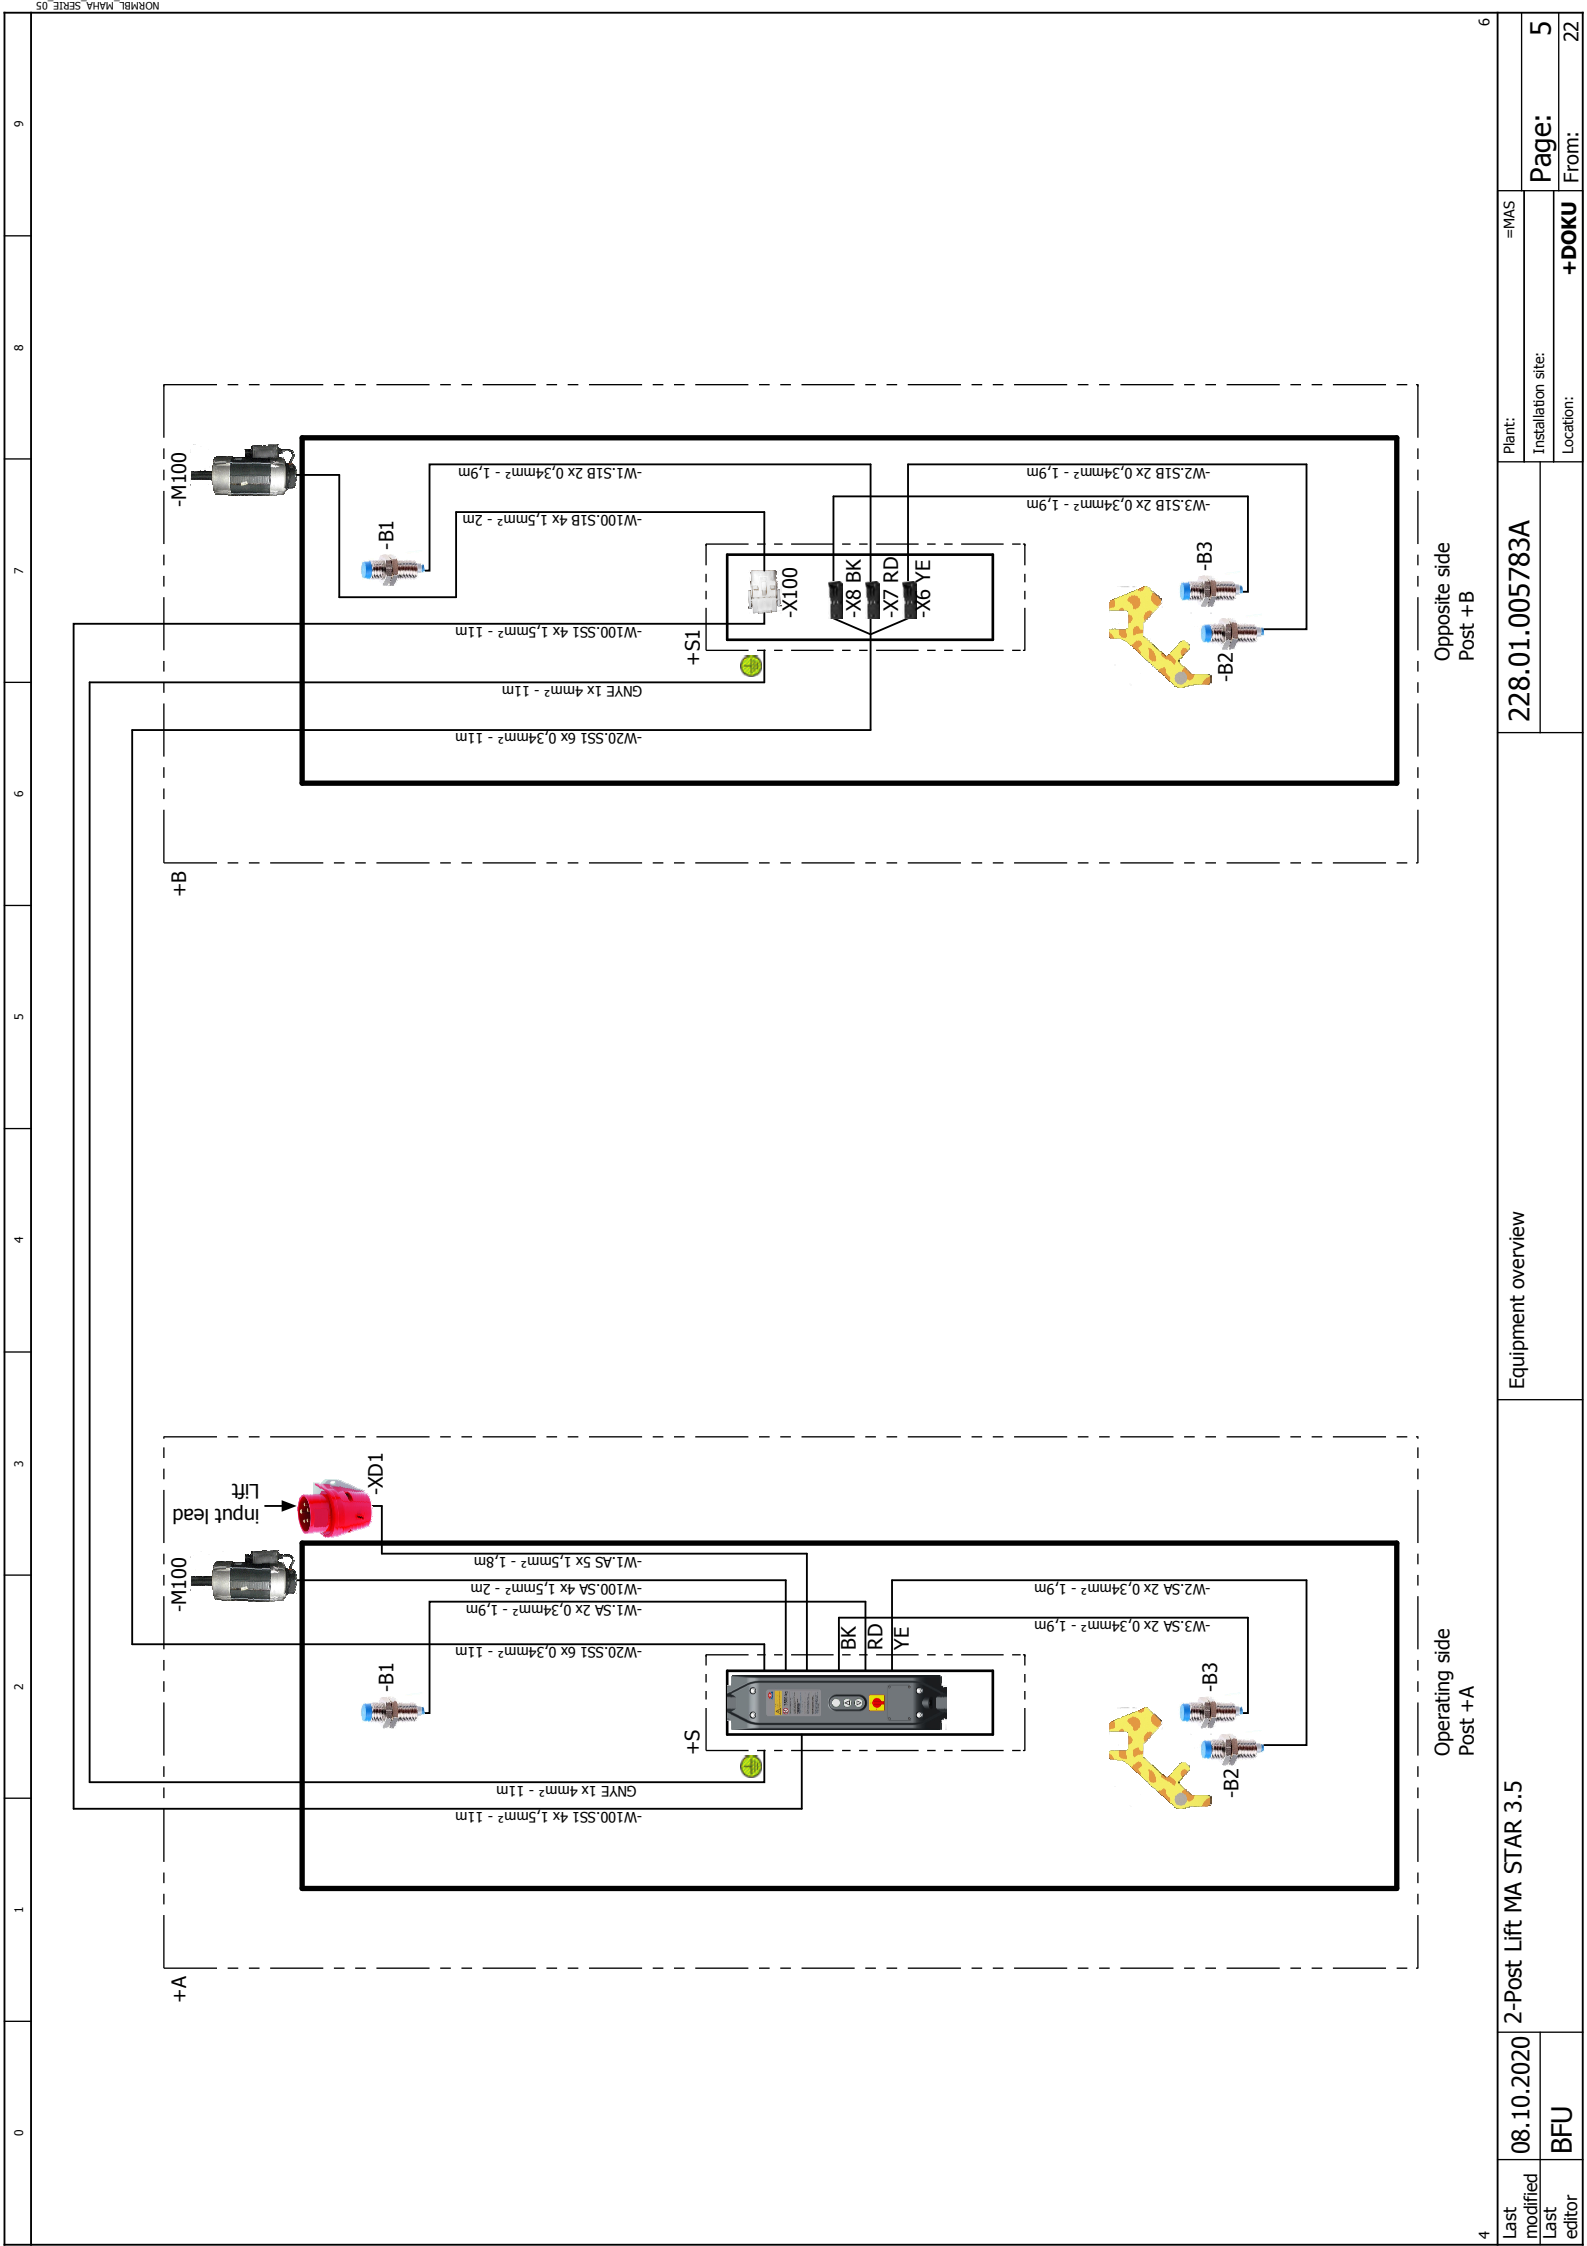 NORMBL_MAHA_SERIE_05
0
1
2
3
4
5
6
7
8
9
+A
-M100
input lead
Lift
-XD1
-W1.AS 5x 1,5mm² - 1,8m
-W100.SA 4x 1,5mm² - 2m
-W1.SA 2x 0,34mm² - 1,9m
-W20.SS1 6x 0,34mm² - 11m
-B1
GNYE 1x 4mm² - 11m
-W100.SS1 4x 1,5mm² - 11m
+S
BK
RD
YE
-W2.SA 2x 0,34mm² - 1,9m
-W3.SA 2x 0,34mm² - 1,9m
-B3
-B2
Operating side
Post +A
+B
-M100
-B1
-W1.S1B 2x 0,34mm² - 1,9m
-W100.S1B 4x 1,5mm² - 2m
-W100.SS1 4x 1,5mm² - 11m
GNYE 1x 4mm² - 11m
-W20.SS1 6x 0,34mm² - 11m
+S1
-X100
-X8 BK
-X7 RD
-X6 YE
-W2.S1B 2x 0,34mm² - 1,9m
-W3.S1B 2x 0,34mm² - 1,9m
-B3
-B2
Opposite side
Post +B
4
6
Last modified
08.10.2020
Last editor
BFU
2-Post Lift MA STAR 3.5
Equipment overview
228.01.005783A
Plant: =MAS
Installation site:
Location: +DOKU
Page: 5
From: 22